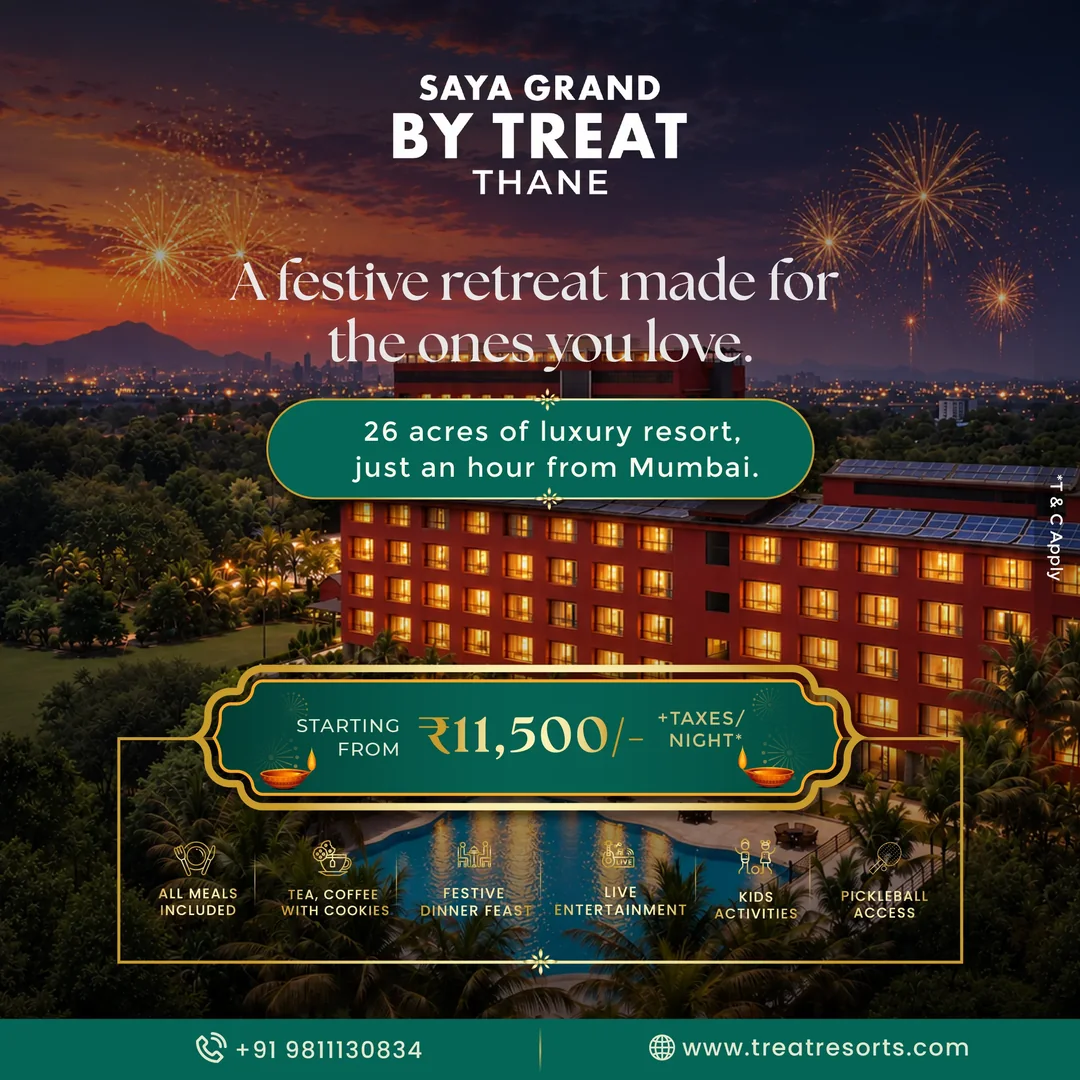 SAYA GRAND
BY TREAT
THANE
A festive retreat made for
the ones you love.
26 acres of luxury resort,
just an hour from Mumbai.
*T & C Apply
STARTING
FROM
₹11,500/-
+TAXES/
NIGHT*
ALL MEALS
INCLUDED
TEA, COFFEE
WITH COOKIES
FESTIVE
DINNER FEAST
LIVE
LIVE
ENTERTAINMENT
KIDS
ACTIVITIES
PICKLEBALL
ACCESS
+91 9811130834
www.treatresorts.com